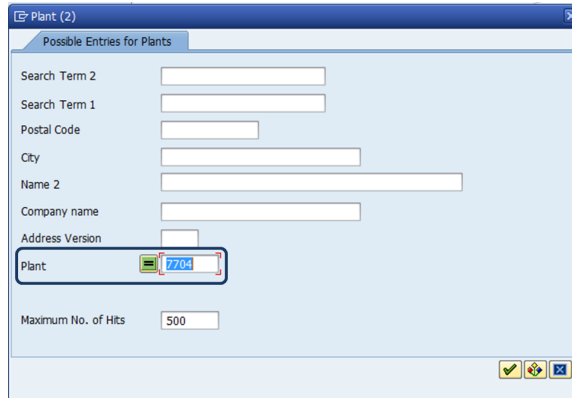 Plant (2)
Possible Entries for Plants
Search Term 2
Search Term 1
Postal Code
City
Name 2
Company name
Address Version
Plant 7704
Maximum No. of Hits 500